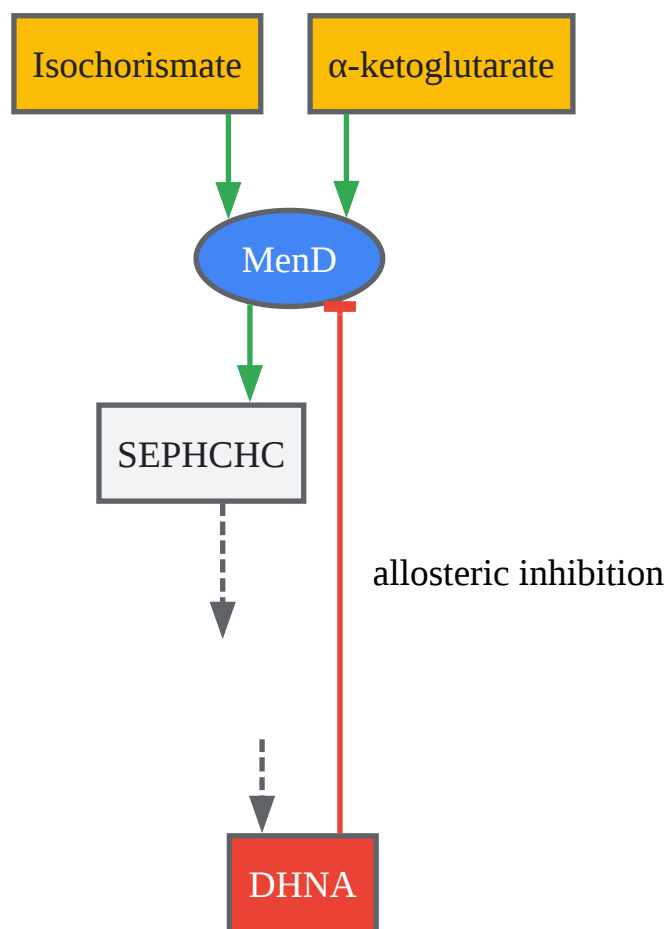 Isochorismate
α-ketoglutarate
MenD
SEPHCHC
allosteric inhibition
DHNA